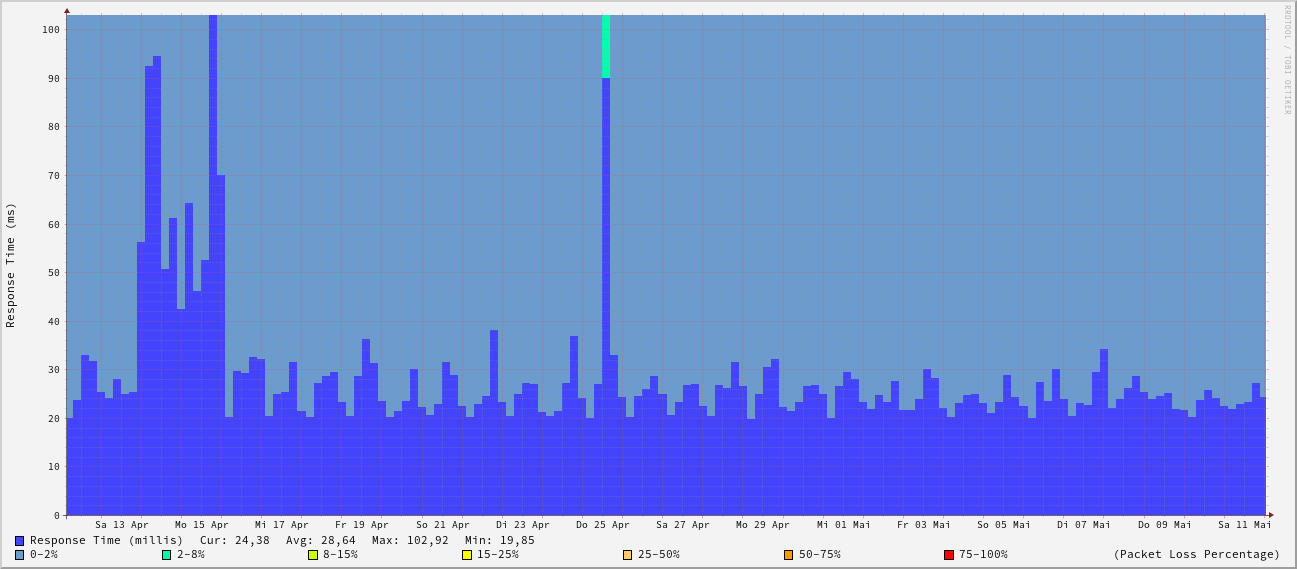 RRDTOOL / TOBI OETIKER
Response Time (ms)
100
90
80
70
60
50
40
30
20
10
0
Sa 13 Apr Mo 15 Apr Mi 17 Apr Fr 19 Apr So 21 Apr Di 23 Apr Do 25 Apr Sa 27 Apr Mo 29 Apr Mi 01 Mai Fr 03 Mai So 05 Mai Di 07 Mai Do 09 Mai Sa 11 Mai
Response Time (millis) Cur: 24,38 Avg: 28,64 Max: 102,92 Min: 19,85
0-2% 2-8% 8-15% 15-25% 25-50% 50-75% 75-100% (Packet Loss Percentage)